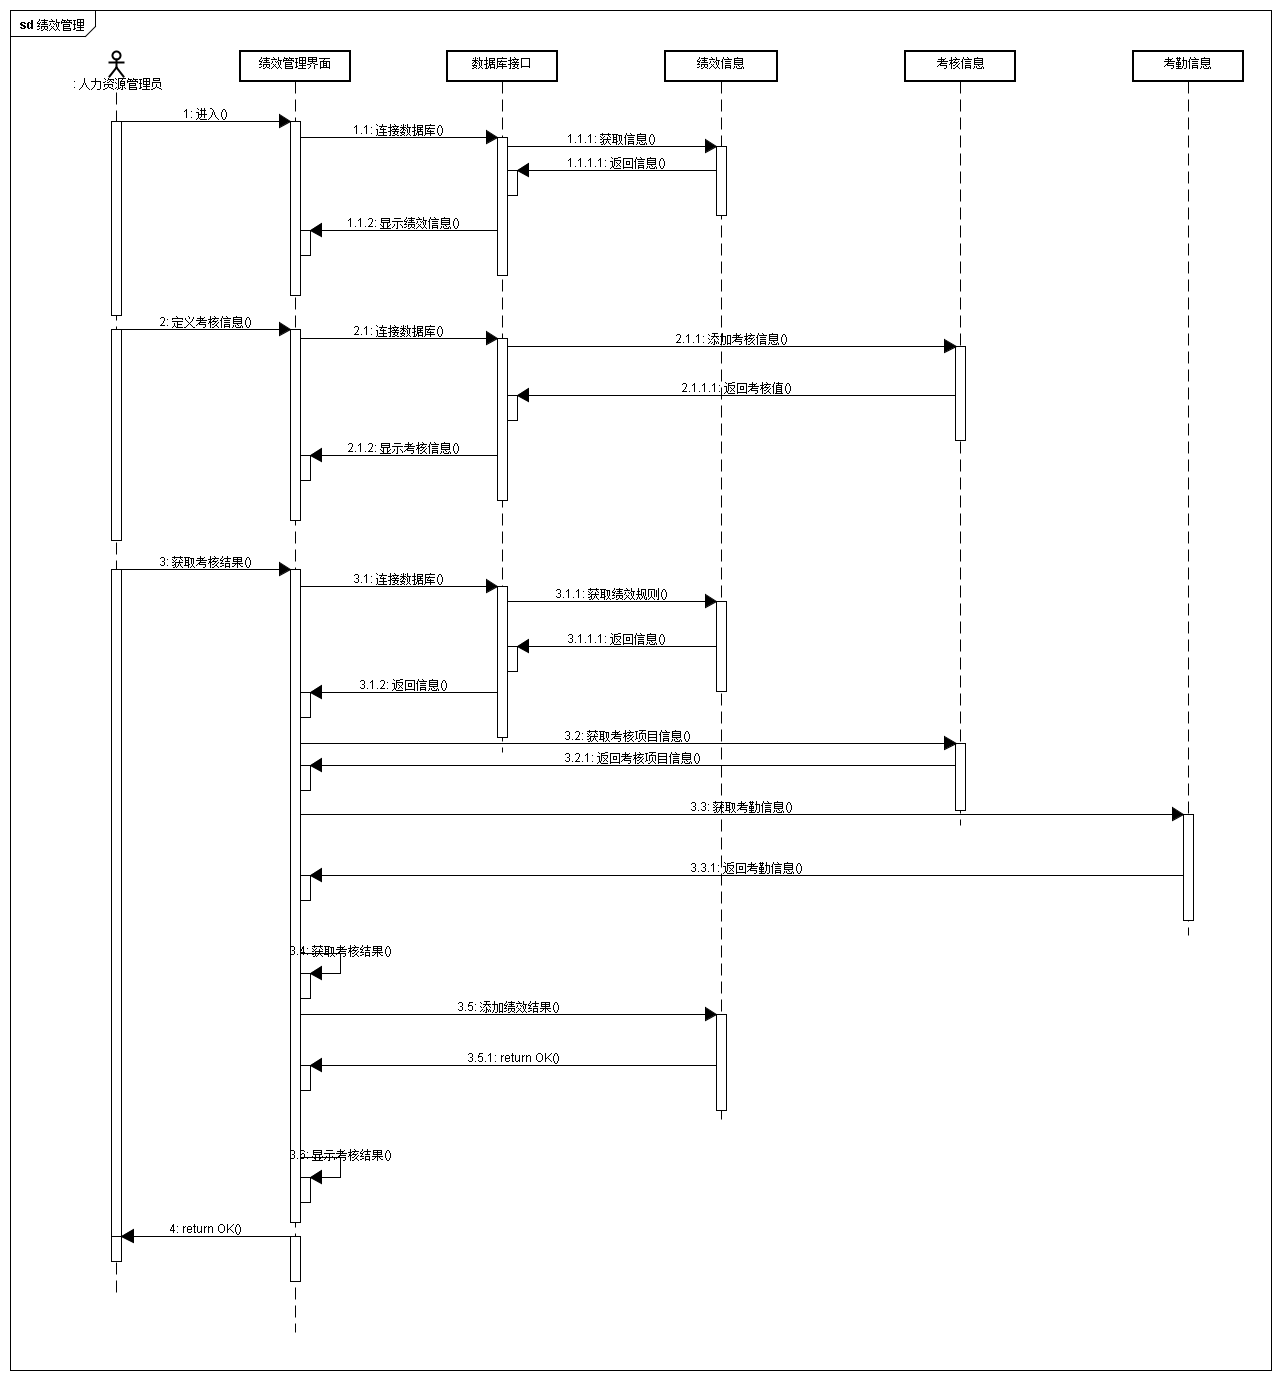 sd 绩效管理
: 人力资源管理员
绩效管理界面
数据库接口
绩效信息
考核信息
考勤信息
1: 进入()
1.1: 连接数据库()
1.1.1: 获取信息()
1.1.1.1: 返回信息()
1.1.2: 显示绩效信息()
2: 定义考核信息()
2.1: 连接数据库()
2.1.1: 添加考核信息()
2.1.1.1: 返回考核值()
2.1.2: 显示考核信息()
3: 获取考核结果()
3.1: 连接数据库()
3.1.1: 获取绩效规则()
3.1.1.1: 返回信息()
3.1.2: 返回信息()
3.2: 获取考核项目信息()
3.2.1: 返回考核项目信息()
3.3: 获取考勤信息()
3.3.1: 返回考勤信息()
3.4: 获取考核结果()
3.5: 添加绩效结果()
3.5.1: return OK()
3.6: 显示考核结果()
4: return OK()